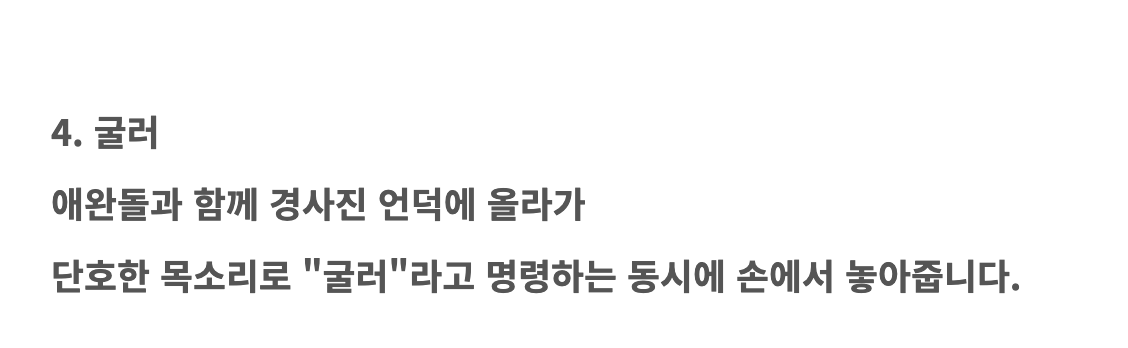 4. 굴러
애완돌과 함께 경사진 언덕에 올라가
단호한 목소리로 "굴러"라고 명령하는 동시에 손에서 놓아줍니다.